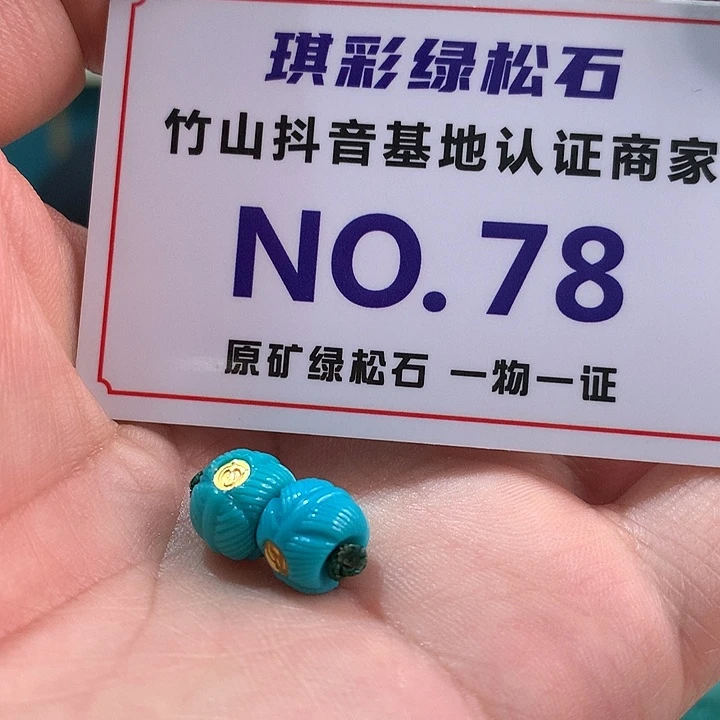 琪彩绿松石
竹山抖音基地认证商家
NO.78
原矿绿松石 一物一证